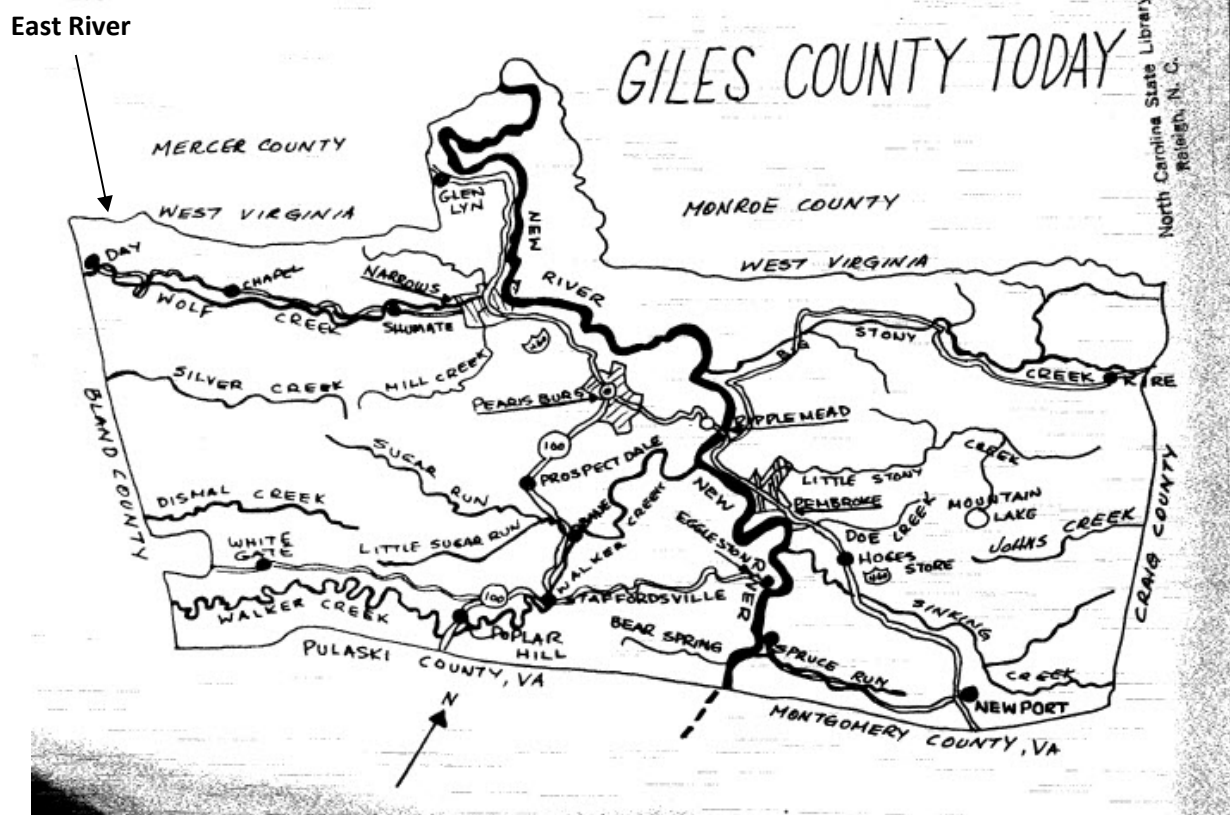 East River
GILES COUNTY TODAY
North Carolina State Library
Raleigh, N. C.
MERCER COUNTY
WEST VIRGINIA
GLEN
LYN
MONROE COUNTY
WEST VIRGINIA
NEW
RIVER
DAY
CHAPEL
NARROWS
WOLF
CREEK
SHUMATE
460
STONY
BIG
CREEK
KIRE
SILVER CREEK
MILL CREEK
PEARISBURG
RIPPLEMEAD
BLAND COUNTY
SUGAR
RUN
100
PROSPECT DALE
CREEK
LITTLE STONY
PEMBROKE
NEW
RIVER
DISMAL CREEK
LITTLE SUGAR RUN
WALKER CREEK
EGGLESTON
DOE CREEK
MOUNTAIN
LAKE
JOHNS CREEK
CRAIG COUNTY
WHITE
GATE
HOGES
STORE
460
WALKER
WALKER CREEK
100
STAFFORDSVILLE
SINKING
CREEK
POPLAR
HILL
BEAR SPRING
SPRUCE RUN
NEWPORT
PULASKI COUNTY, VA
MONTGOMERY COUNTY, VA
N